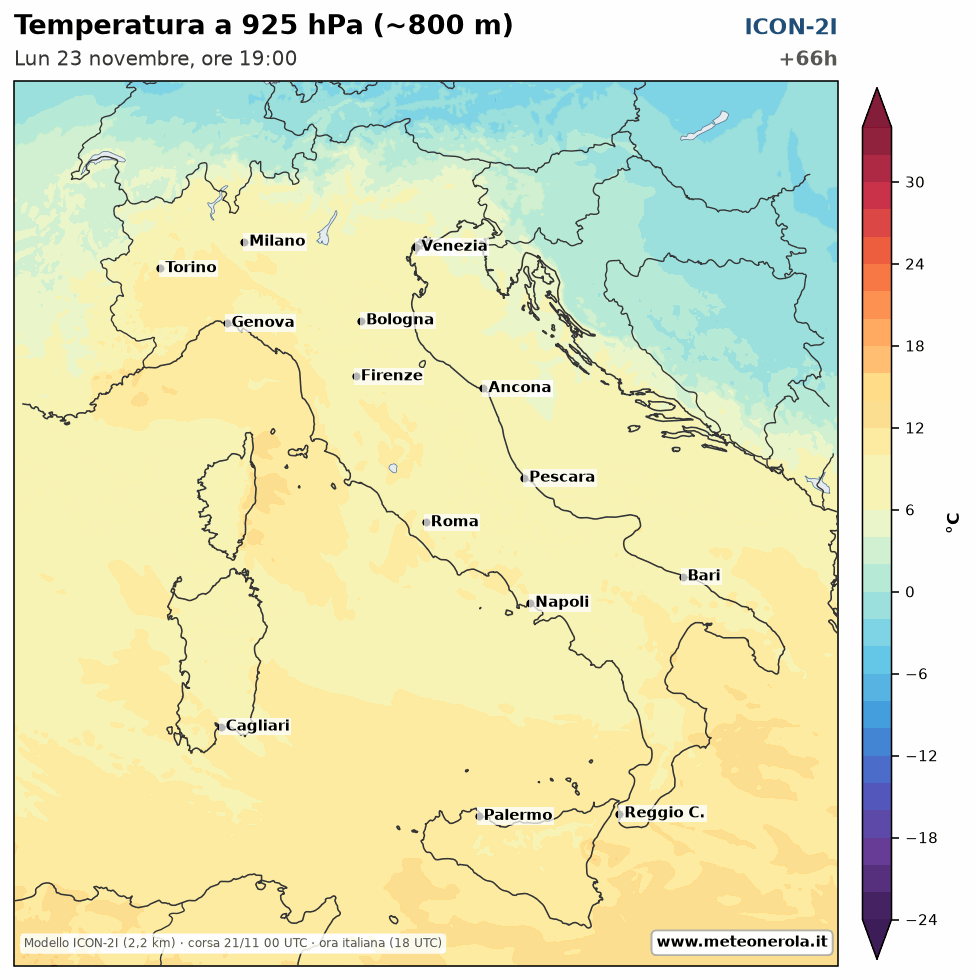 Temperatura a 925 hPa (~800 m)
ICON-2I
Lun 23 novembre, ore 19:00
+66h
Milano
Venezia
Torino
Genova
Bologna
Firenze
Ancona
Pescara
Roma
Bari
Napoli
Cagliari
Palermo
Reggio C.
30
24
18
12
6
0
−6
−12
−18
−24
°C
Modello ICON-2I (2,2 km) · corsa 21/11 00 UTC · ora italiana (18 UTC)
www.meteonerola.it